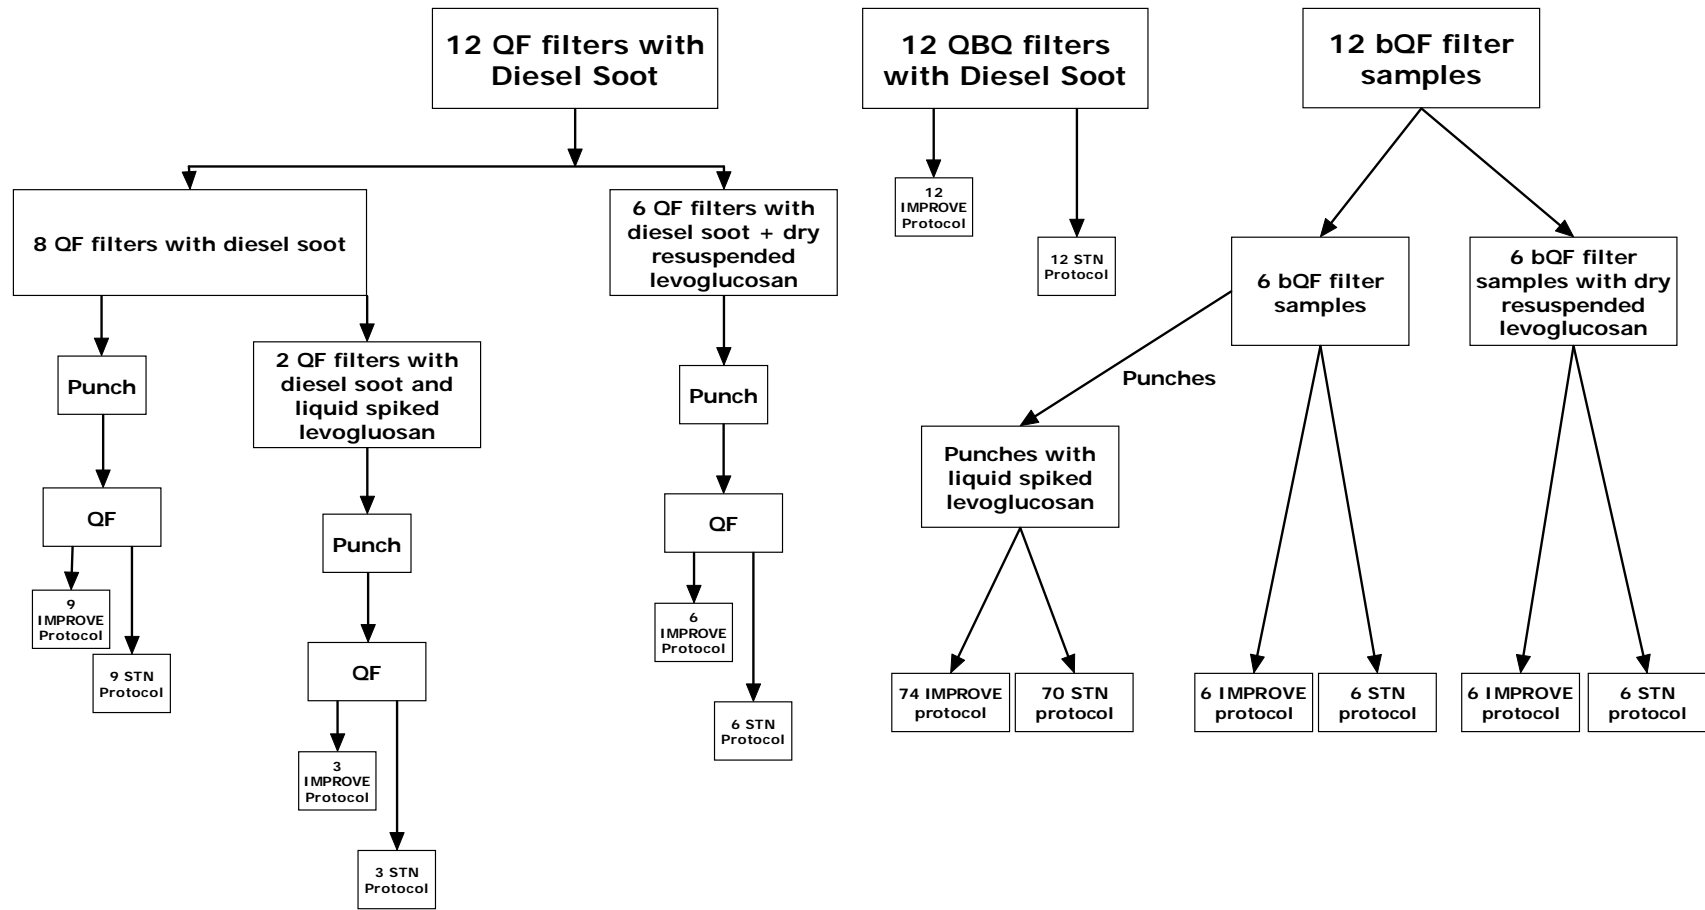 12 QF filters with
Diesel Soot
12 QBQ filters
with Diesel Soot
12 bQF filter
samples
8 QF filters with diesel soot
6 QF filters with
diesel soot + dry
resuspended
levoglucosan
12
IMPROVE
Protocol
12 STN
Protocol
6 bQF filter
samples
6 bQF filter
samples with dry
resuspended
levoglucosan
Punch
2 QF filters with
diesel soot and
liquid spiked
levogluosan
Punch
Punches
Punches with
liquid spiked
levoglucosan
QF
Punch
QF
9
IMPROVE
Protocol
9 STN
Protocol
QF
6
IMPROVE
Protocol
6 STN
Protocol
74 IMPROVE
protocol
70 STN
protocol
6 IMPROVE
protocol
6 STN
protocol
6 IMPROVE
protocol
6 STN
protocol
3
IMPROVE
Protocol
3 STN
Protocol